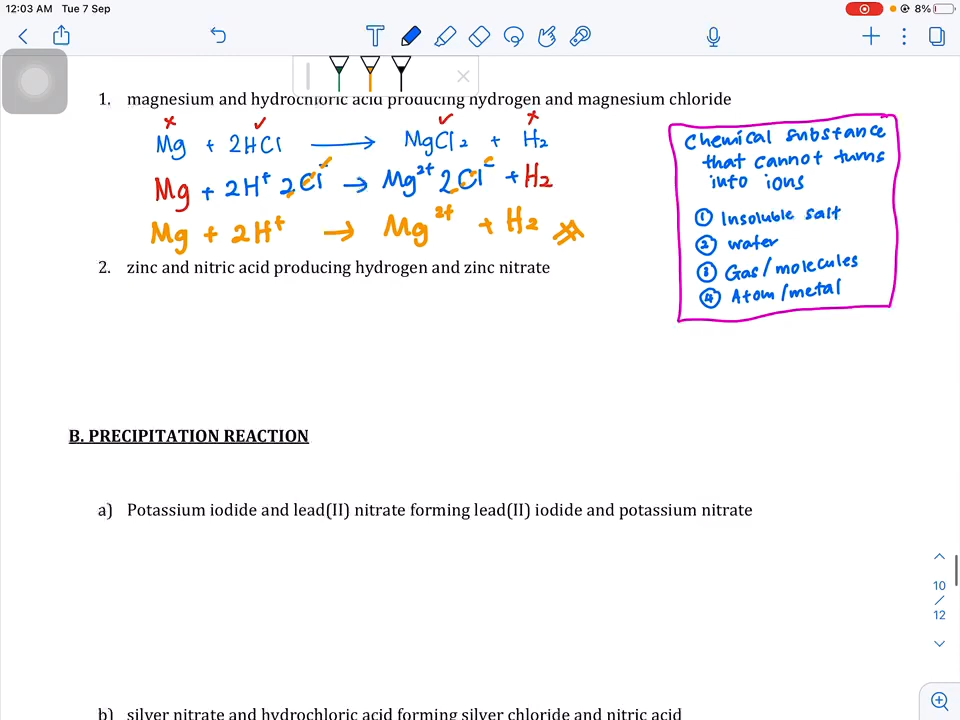 12:03 AM Tue 7 Sep
8%
T
1. magnesium and hydrochloric acid producing hydrogen and magnesium chloride
Mg + 2HCl → MgCl₂ + H₂
Mg + 2H⁺ 2Cl⁻ → Mg²⁺ 2Cl⁻ + H₂
Mg + 2H⁺ → Mg²⁺ + H₂
2. zinc and nitric acid producing hydrogen and zinc nitrate
Chemical substance
that cannot turns
into ions
① Insoluble salt
② water
③ Gas/molecules
④ Atom/metal
B. PRECIPITATION REACTION
a) Potassium iodide and lead(II) nitrate forming lead(II) iodide and potassium nitrate
10
/
12
b) silver nitrate and hydrochloric acid forming silver chloride and nitric acid